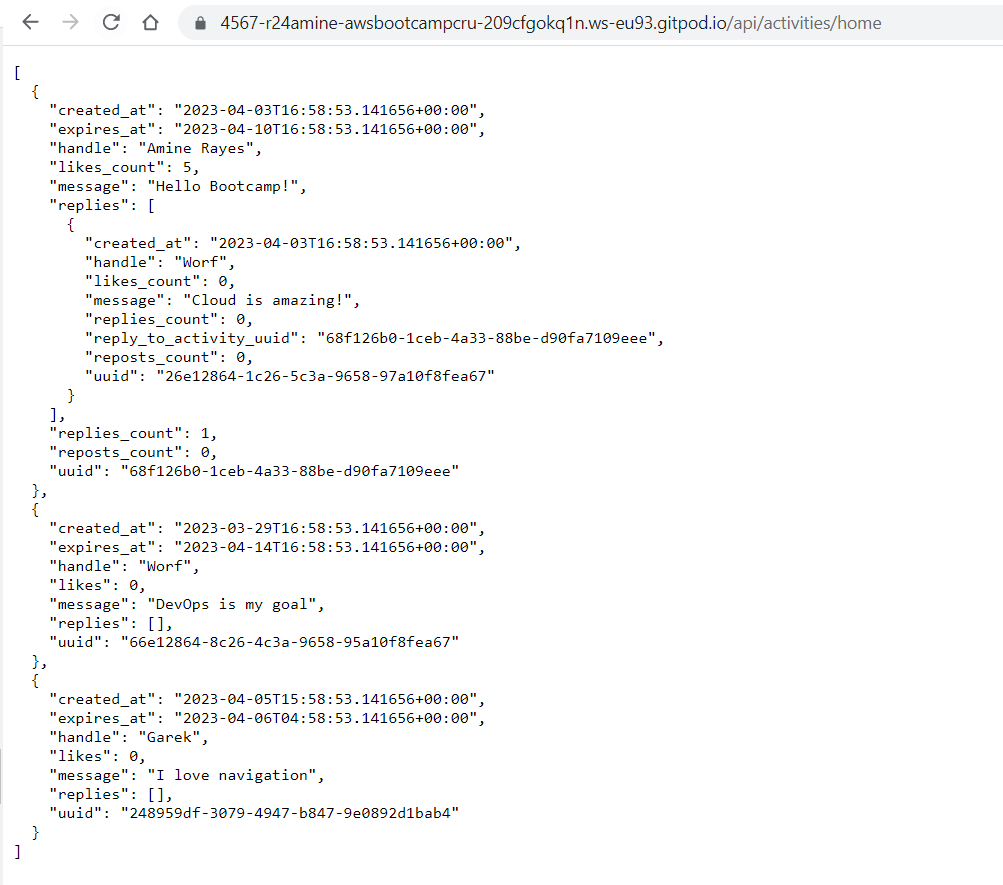 4567-r24amine-awsbootcampcru-209cfgokq1n.ws-eu93.gitpod.io/api/activities/home
[
  {
    "created_at": "2023-04-03T16:58:53.141656+00:00",
    "expires_at": "2023-04-10T16:58:53.141656+00:00",
    "handle": "Amine Rayes",
    "likes_count": 5,
    "message": "Hello Bootcamp!",
    "replies": [
      {
        "created_at": "2023-04-03T16:58:53.141656+00:00",
        "handle": "Worf",
        "likes_count": 0,
        "message": "Cloud is amazing!",
        "replies_count": 0,
        "reply_to_activity_uuid": "68f126b0-1ceb-4a33-88be-d90fa7109eee",
        "reposts_count": 0,
        "uuid": "26e12864-1c26-5c3a-9658-97a10f8fea67"
      }
    ],
    "replies_count": 1,
    "reposts_count": 0,
    "uuid": "68f126b0-1ceb-4a33-88be-d90fa7109eee"
  },
  {
    "created_at": "2023-03-29T16:58:53.141656+00:00",
    "expires_at": "2023-04-14T16:58:53.141656+00:00",
    "handle": "Worf",
    "likes": 0,
    "message": "DevOps is my goal",
    "replies": [],
    "uuid": "66e12864-8c26-4c3a-9658-95a10f8fea67"
  },
  {
    "created_at": "2023-04-05T15:58:53.141656+00:00",
    "expires_at": "2023-04-06T04:58:53.141656+00:00",
    "handle": "Garek",
    "likes": 0,
    "message": "I love navigation",
    "replies": [],
    "uuid": "248959df-3079-4947-b847-9e0892d1bab4"
  }
]